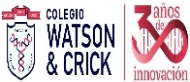 COLEGIO
WATSON
& CRICK
30 años
de
innovación